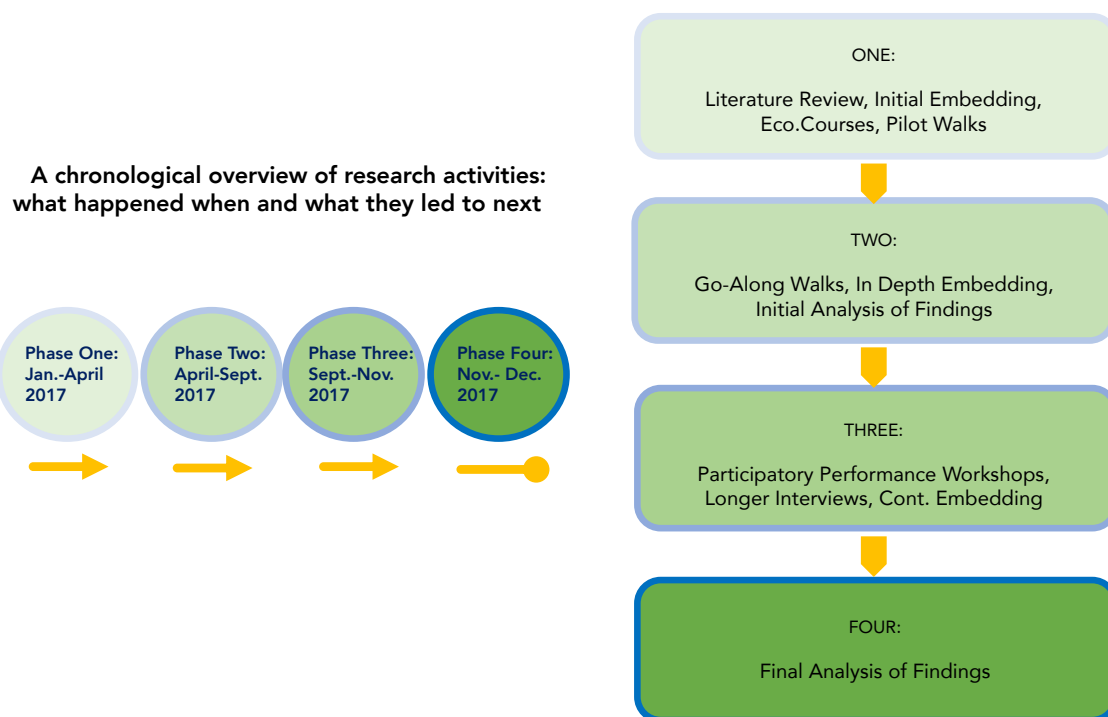 A chronological overview of research activities:
what happened when and what they led to next
Phase One:
Jan.-April
2017
Phase Two:
April-Sept.
2017
Phase Three:
Sept.-Nov.
2017
Phase Four:
Nov.- Dec.
2017
ONE:
Literature Review, Initial Embedding,
Eco.Courses, Pilot Walks
TWO:
Go-Along Walks, In Depth Embedding,
Initial Analysis of Findings
THREE:
Participatory Performance Workshops,
Longer Interviews, Cont. Embedding
FOUR:
Final Analysis of Findings